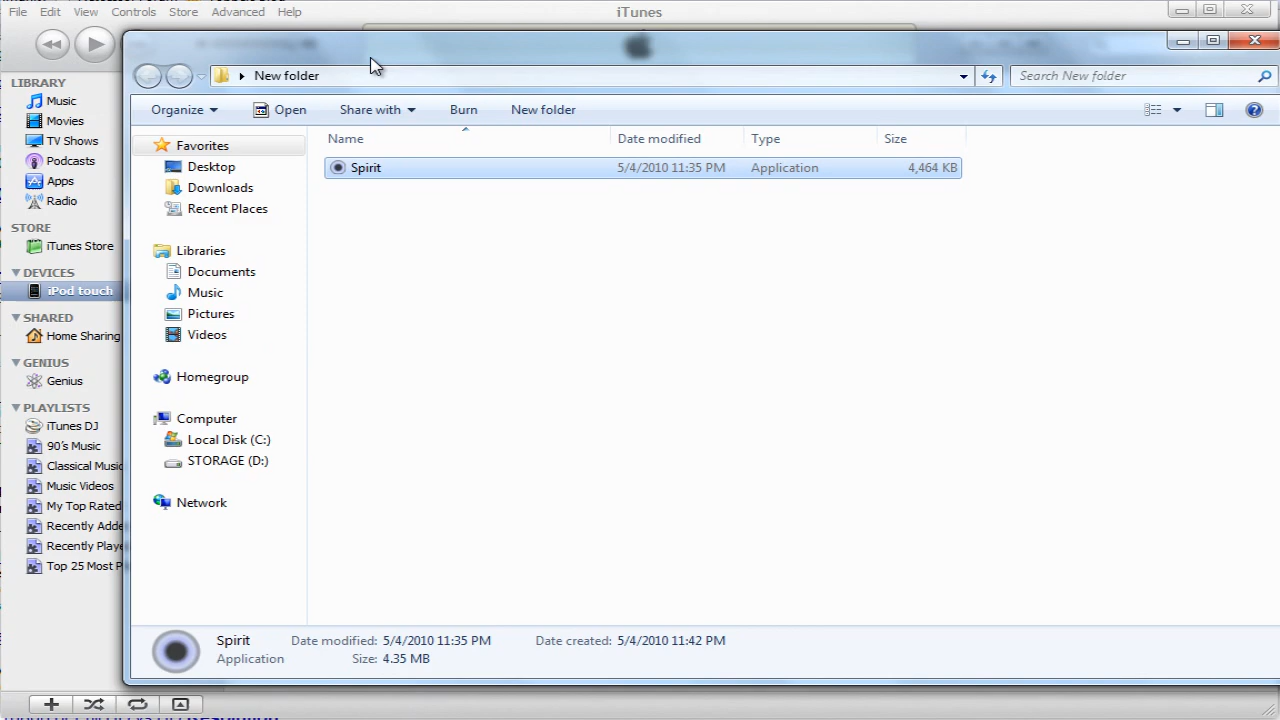 File Edit View Controls Store Advanced Help
iTunes
New folder
Search New folder
Organize Open Share with Burn New folder
LIBRARY
Music
Movies
TV Shows
Podcasts
Apps
Radio
STORE
iTunes Store
DEVICES
iPod touch
SHARED
Home Sharing
GENIUS
Genius
PLAYLISTS
iTunes DJ
90's Music
Classical Music
Music Videos
My Top Rated
Recently Adde
Recently Playe
Top 25 Most P
Favorites
Desktop
Downloads
Recent Places
Libraries
Documents
Music
Pictures
Videos
Homegroup
Computer
Local Disk (C:)
STORAGE (D:)
Network
Name Date modified Type Size
Spirit 5/4/2010 11:35 PM Application 4,464 KB
Spirit Date modified: 5/4/2010 11:35 PM Date created: 5/4/2010 11:42 PM
Application Size: 4.35 MB